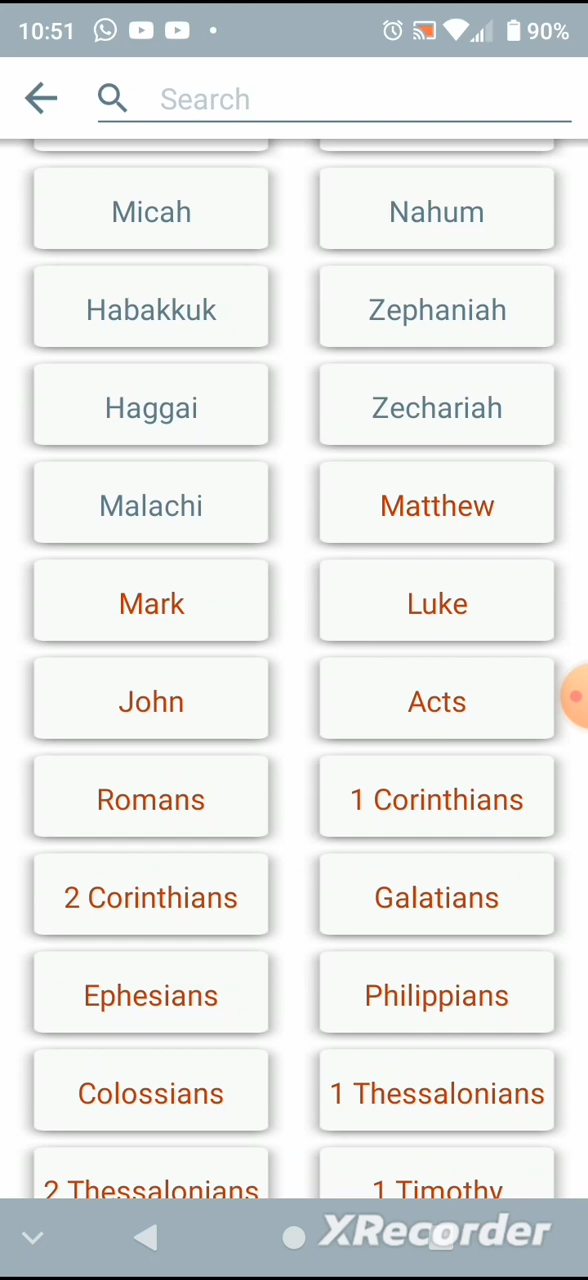 10:51 90%
Search
Micah Nahum
Habakkuk Zephaniah
Haggai Zechariah
Malachi Matthew
Mark Luke
John Acts
Romans 1 Corinthians
2 Corinthians Galatians
Ephesians Philippians
Colossians 1 Thessalonians
2 Thessalonians 1 Timothy
XRecorder